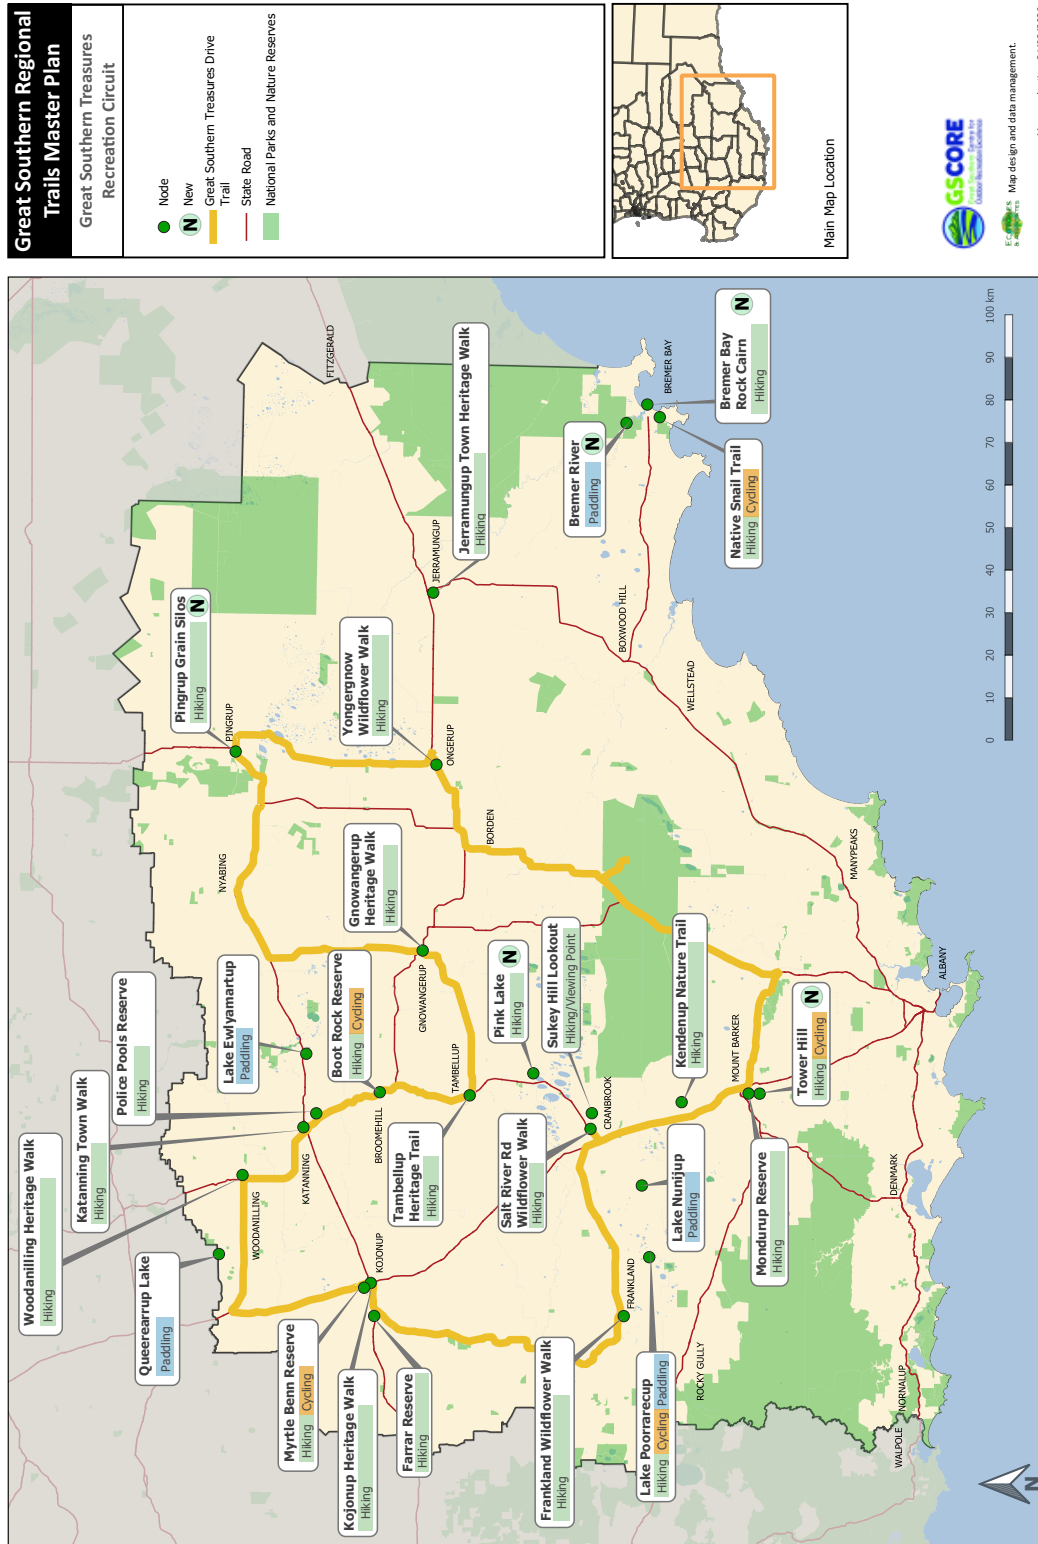 Great Southern Regional
Trails Master Plan
Great Southern Treasures
Recreation Circuit
Node
N New
Great Southern Treasures Drive
Trail
State Road
National Parks and Nature Reserves
Main Map Location
GSCORE
Great Southern Centre for
Outdoor Recreation Excellence
Map design and data management.
Woodanilling Heritage Walk
Hiking
Katanning Town Walk
Hiking
Police Pools Reserve
Hiking
Queerearrup Lake
Paddling
Lake Ewlyamartup
Paddling
Boot Rock Reserve
Hiking Cycling
Gnowangerup
Heritage Walk
Hiking
Pingrup Grain Silos
N
Hiking
Yongergnow
Wildflower Walk
Hiking
Jerramungup Town Heritage Walk
Hiking
Bremer River
N
Paddling
Bremer Bay
Rock Cairn
N
Hiking
Native Snail Trail
Hiking Cycling
Pink Lake
N
Hiking
Sukey Hill Lookout
Hiking/Viewing Point
Kendenup Nature Trail
Hiking
Tower Hill
N
Hiking Cycling
Tambellup
Heritage Trail
Hiking
Salt River Rd
Wildflower Walk
Hiking
Lake Nunijup
Paddling
Mondurup Reserve
Hiking
Myrtle Benn Reserve
Hiking Cycling
Kojonup Heritage Walk
Hiking
Farrar Reserve
Hiking
Frankland Wildflower Walk
Hiking
Lake Poorrarecup
Hiking Cycling Paddling
FITZGERALD
JERRAMUNGUP
PINGRUP
NYABING
ONGERUP
BORDEN
GNOWANGERUP
BOXWOOD HILL
BREMER BAY
WELLSTEAD
MANYPEAKS
ALBANY
WOODANILLING
KATANNING
BROOMEHILL
TAMBELLUP
CRANBROOK
KOJONUP
FRANKLAND
MOUNT BARKER
ROCKY GULLY
DENMARK
NORNALUP
WALPOLE
0 10 20 30 40 50 60 70 80 90 100 km
N